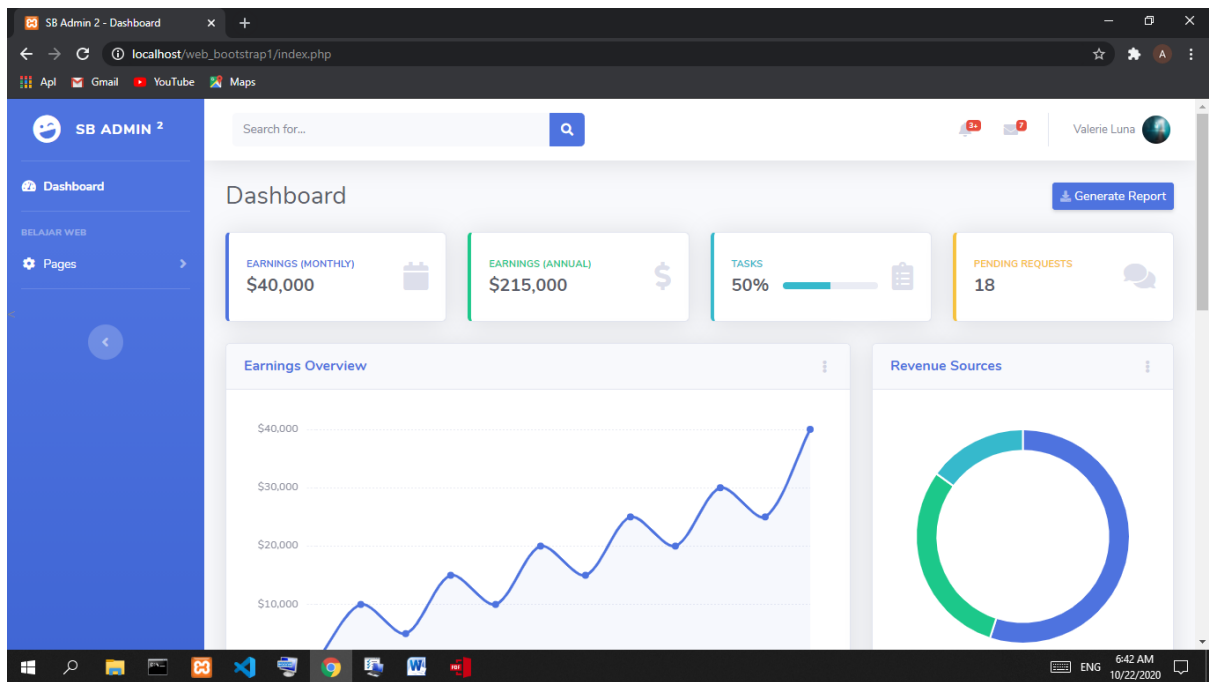 SB Admin 2 - Dashboard
localhost/web_bootstrap1/index.php
A
Apl Gmail YouTube Maps
SB ADMIN 2
Search for...
3+
7
Valerie Luna
Dashboard
Dashboard
Generate Report
BELAJAR WEB
Pages
<
EARNINGS (MONTHLY)
$40,000
EARNINGS (ANNUAL)
$215,000
TASKS
50%
PENDING REQUESTS
18
Earnings Overview
Revenue Sources
$40,000
$30,000
$20,000
$10,000
ENG
6:42 AM
10/22/2020